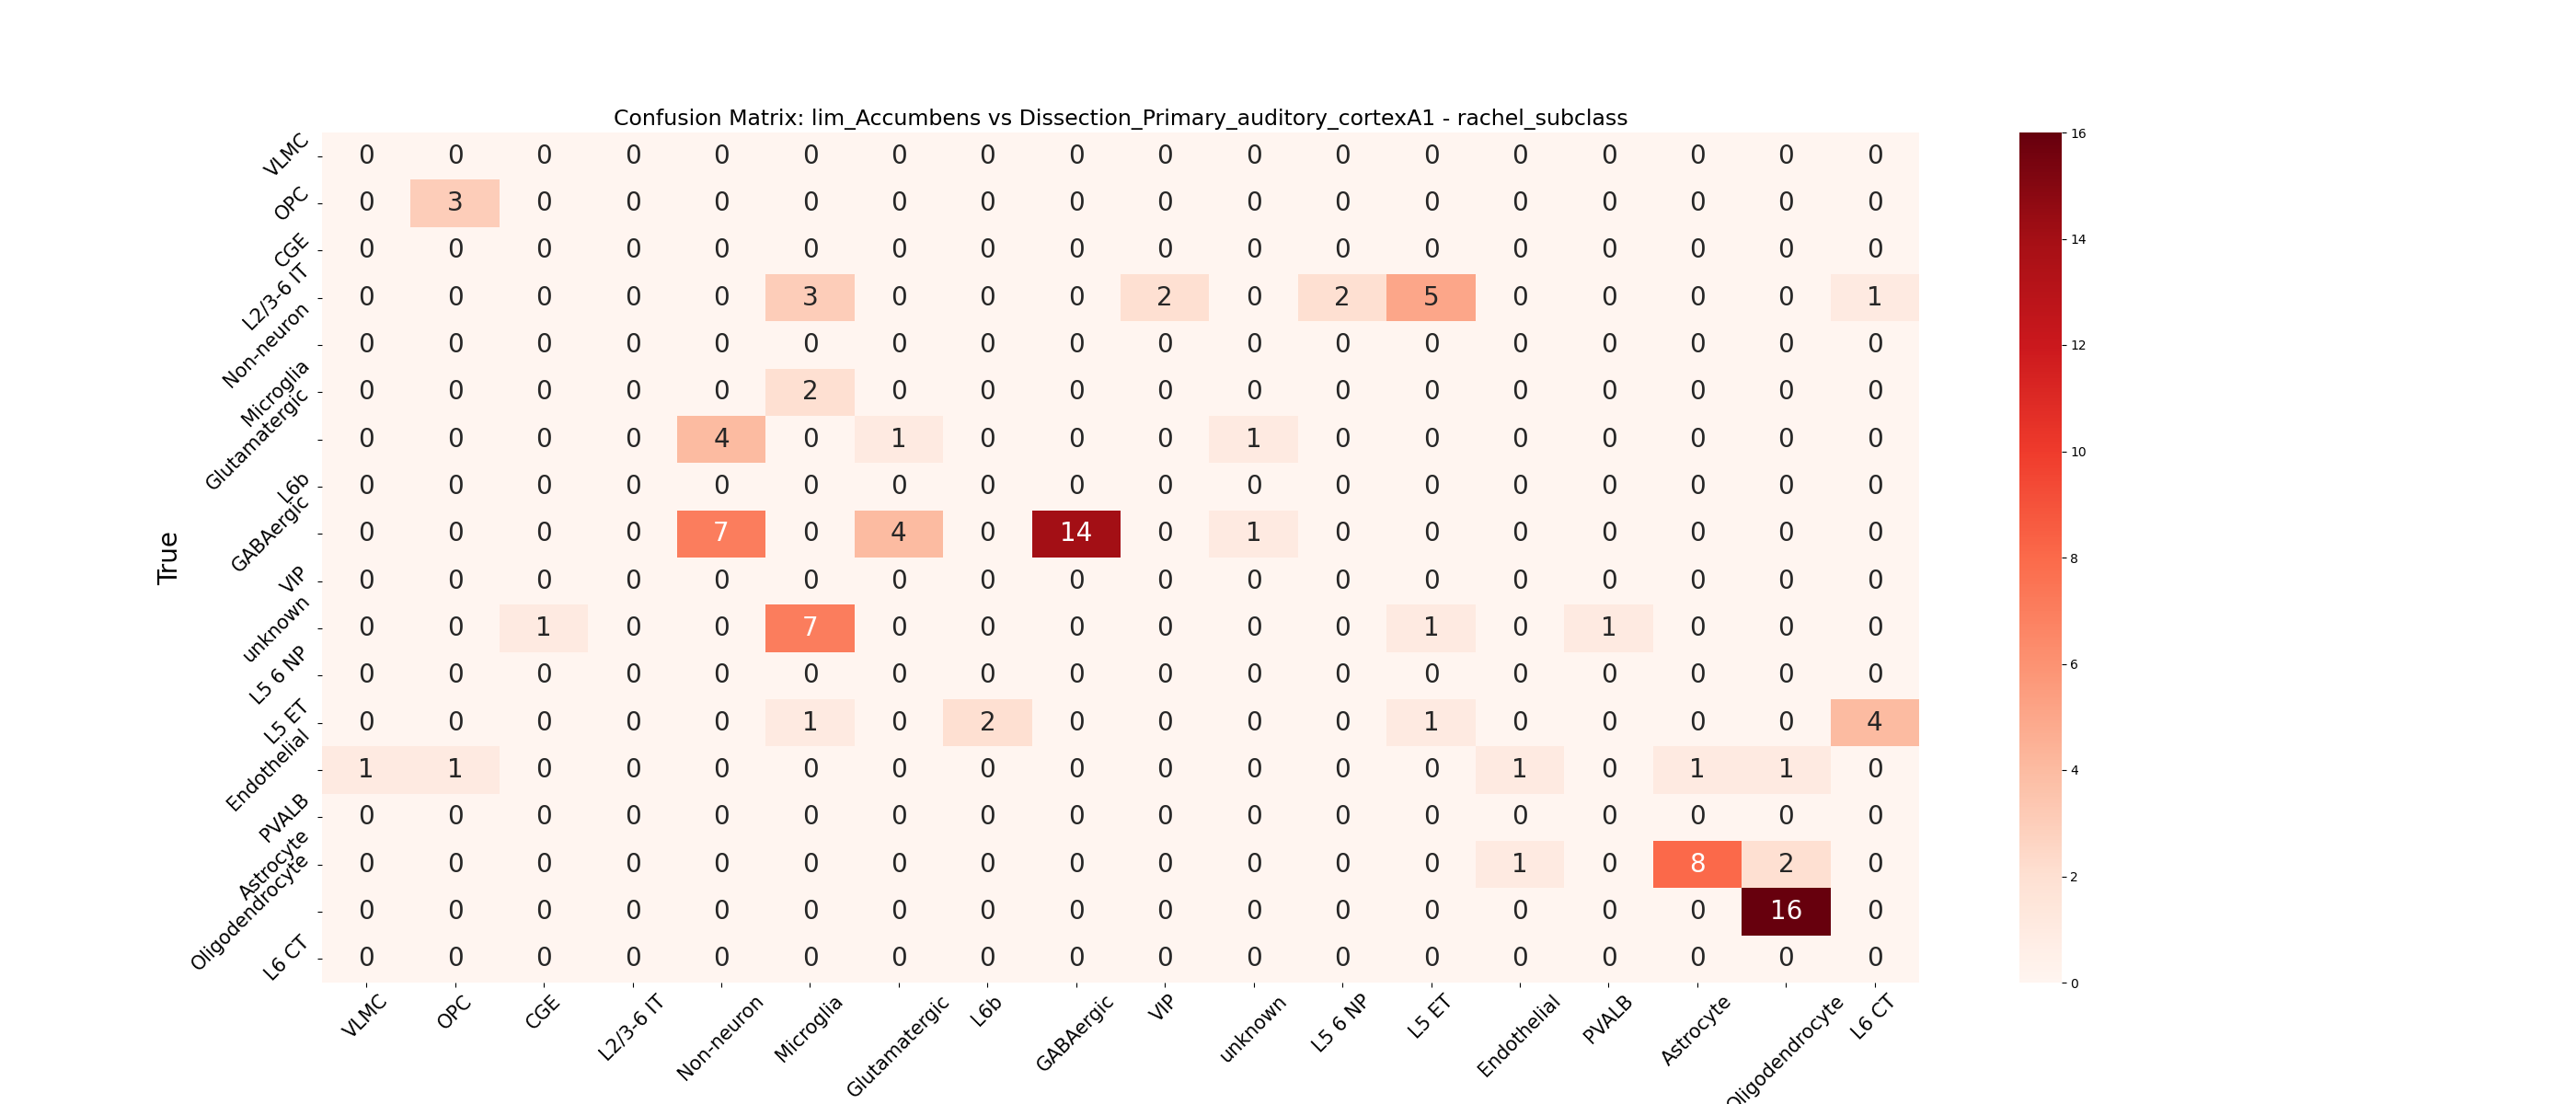 Confusion Matrix: lim_Accumbens vs Dissection_Primary_auditory_cortexA1 - rachel_subclass
VLMC 0 0 0 0 0 0 0 0 0 0 0 0 0 0 0 0 0 0
OPC 0 3 0 0 0 0 0 0 0 0 0 0 0 0 0 0 0 0
CGE 0 0 0 0 0 0 0 0 0 0 0 0 0 0 0 0 0 0
L2/3-6 IT 0 0 0 0 0 3 0 0 0 2 0 2 5 0 0 0 0 1
Non-neuron 0 0 0 0 0 0 0 0 0 0 0 0 0 0 0 0 0 0
Microglia 0 0 0 0 0 2 0 0 0 0 0 0 0 0 0 0 0 0
Glutamatergic 0 0 0 0 4 0 1 0 0 0 1 0 0 0 0 0 0 0
L6b 0 0 0 0 0 0 0 0 0 0 0 0 0 0 0 0 0 0
GABAergic 0 0 0 0 7 0 4 0 14 0 1 0 0 0 0 0 0 0
VIP 0 0 0 0 0 0 0 0 0 0 0 0 0 0 0 0 0 0
unknown 0 0 1 0 0 7 0 0 0 0 0 0 1 0 1 0 0 0
L5 6 NP 0 0 0 0 0 0 0 0 0 0 0 0 0 0 0 0 0 0
L5 ET 0 0 0 0 0 1 0 2 0 0 0 0 1 0 0 0 0 4
Endothelial 1 1 0 0 0 0 0 0 0 0 0 0 0 1 0 1 1 0
PVALB 0 0 0 0 0 0 0 0 0 0 0 0 0 0 0 0 0 0
Astrocyte 0 0 0 0 0 0 0 0 0 0 0 0 0 1 0 8 2 0
Oligodendrocyte 0 0 0 0 0 0 0 0 0 0 0 0 0 0 0 0 16 0
L6 CT 0 0 0 0 0 0 0 0 0 0 0 0 0 0 0 0 0 0
True
VLMC OPC CGE L2/3-6 IT Non-neuron Microglia Glutamatergic L6b GABAergic VIP unknown L5 6 NP L5 ET Endothelial PVALB Astrocyte Oligodendrocyte L6 CT
16
14
12
10
8
6
4
2
0